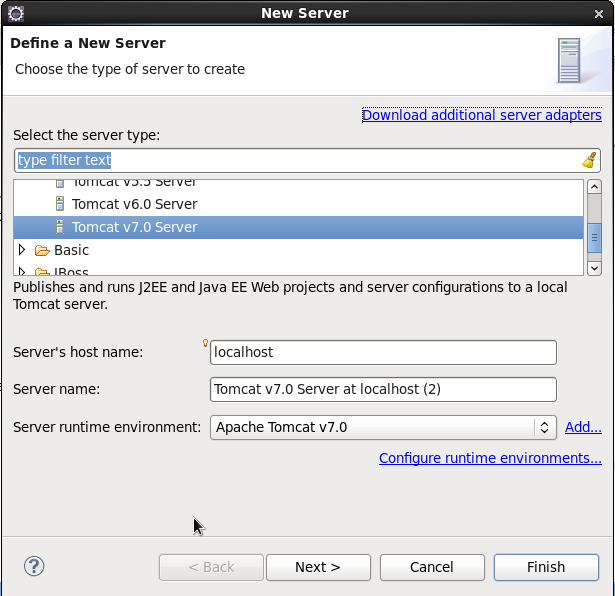 New Server
Define a New Server
Choose the type of server to create
Download additional server adapters
Select the server type:
type filter text
Tomcat v5.5 Server
Tomcat v6.0 Server
Tomcat v7.0 Server
Basic
JBoss
Publishes and runs J2EE and Java EE Web projects and server configurations to a local
Tomcat server.
Server's host name: localhost
Server name: Tomcat v7.0 Server at localhost (2)
Server runtime environment: Apache Tomcat v7.0 Add...
Configure runtime environments...
? < Back Next > Cancel Finish